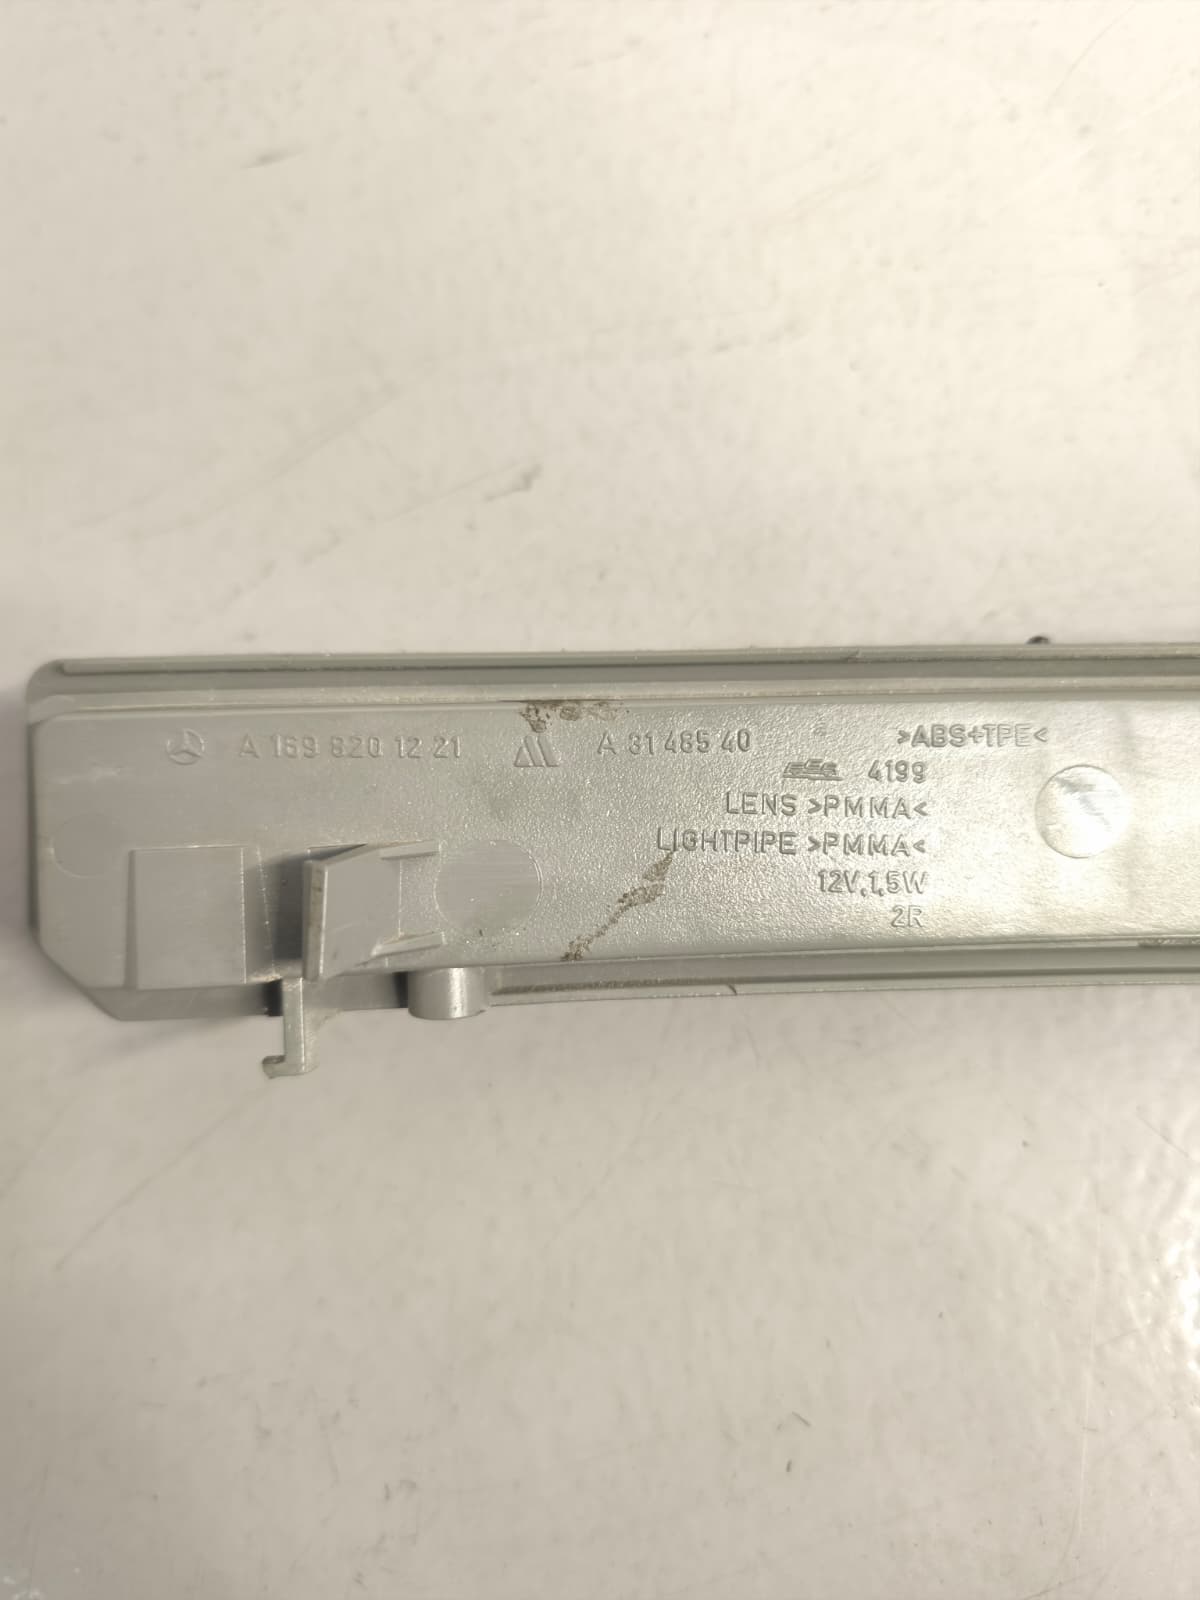 A 169 820 12 21
A 31 485 40
>ABS+TPE<
4199
LENS >PMMA<
LIGHTPIPE >PMMA<
12V,1,5W
2R